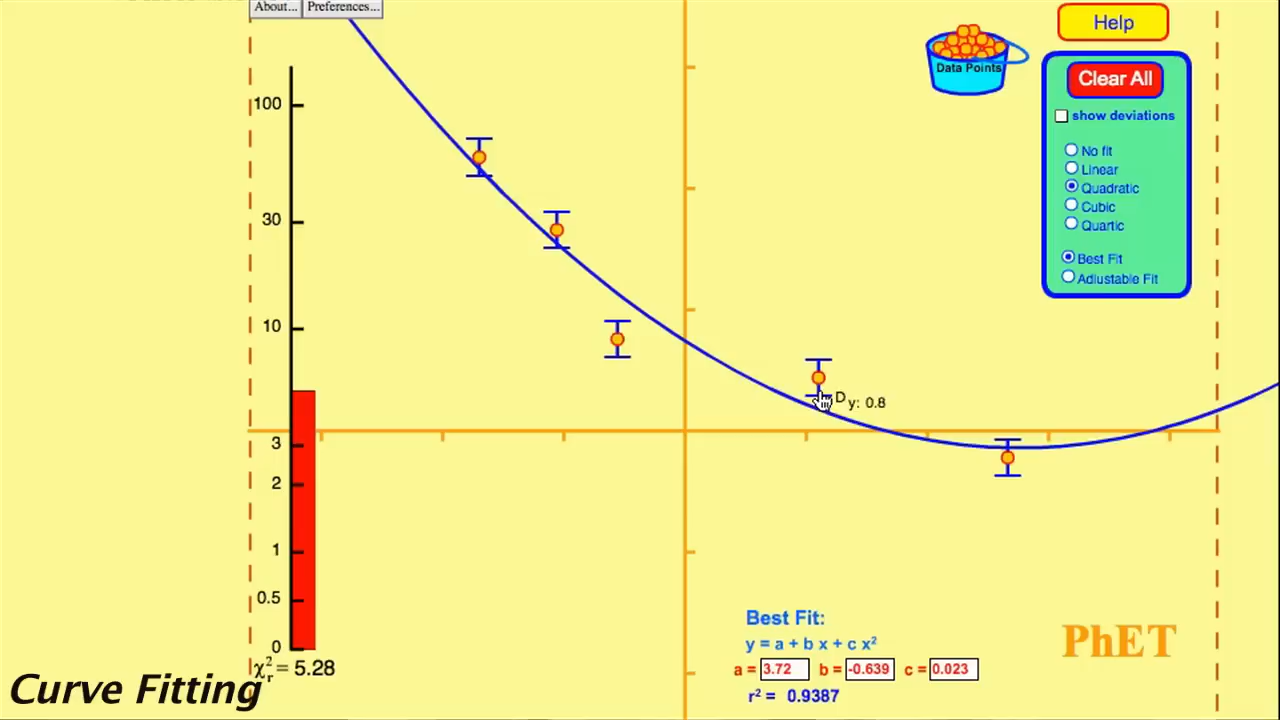 About... Preferences...
Help
Data Points
Clear All
show deviations
100
No fit
Linear
Quadratic
Cubic
30
Quartic
Best Fit
Adjustable Fit
10
D y: 0.8
3
2
1
0.5
Best Fit:
y = a + b x + c x²
0
a = 3.72 b = -0.639 c = 0.023
χ²ᵣ = 5.28
r² = 0.9387
PhET
Curve Fitting